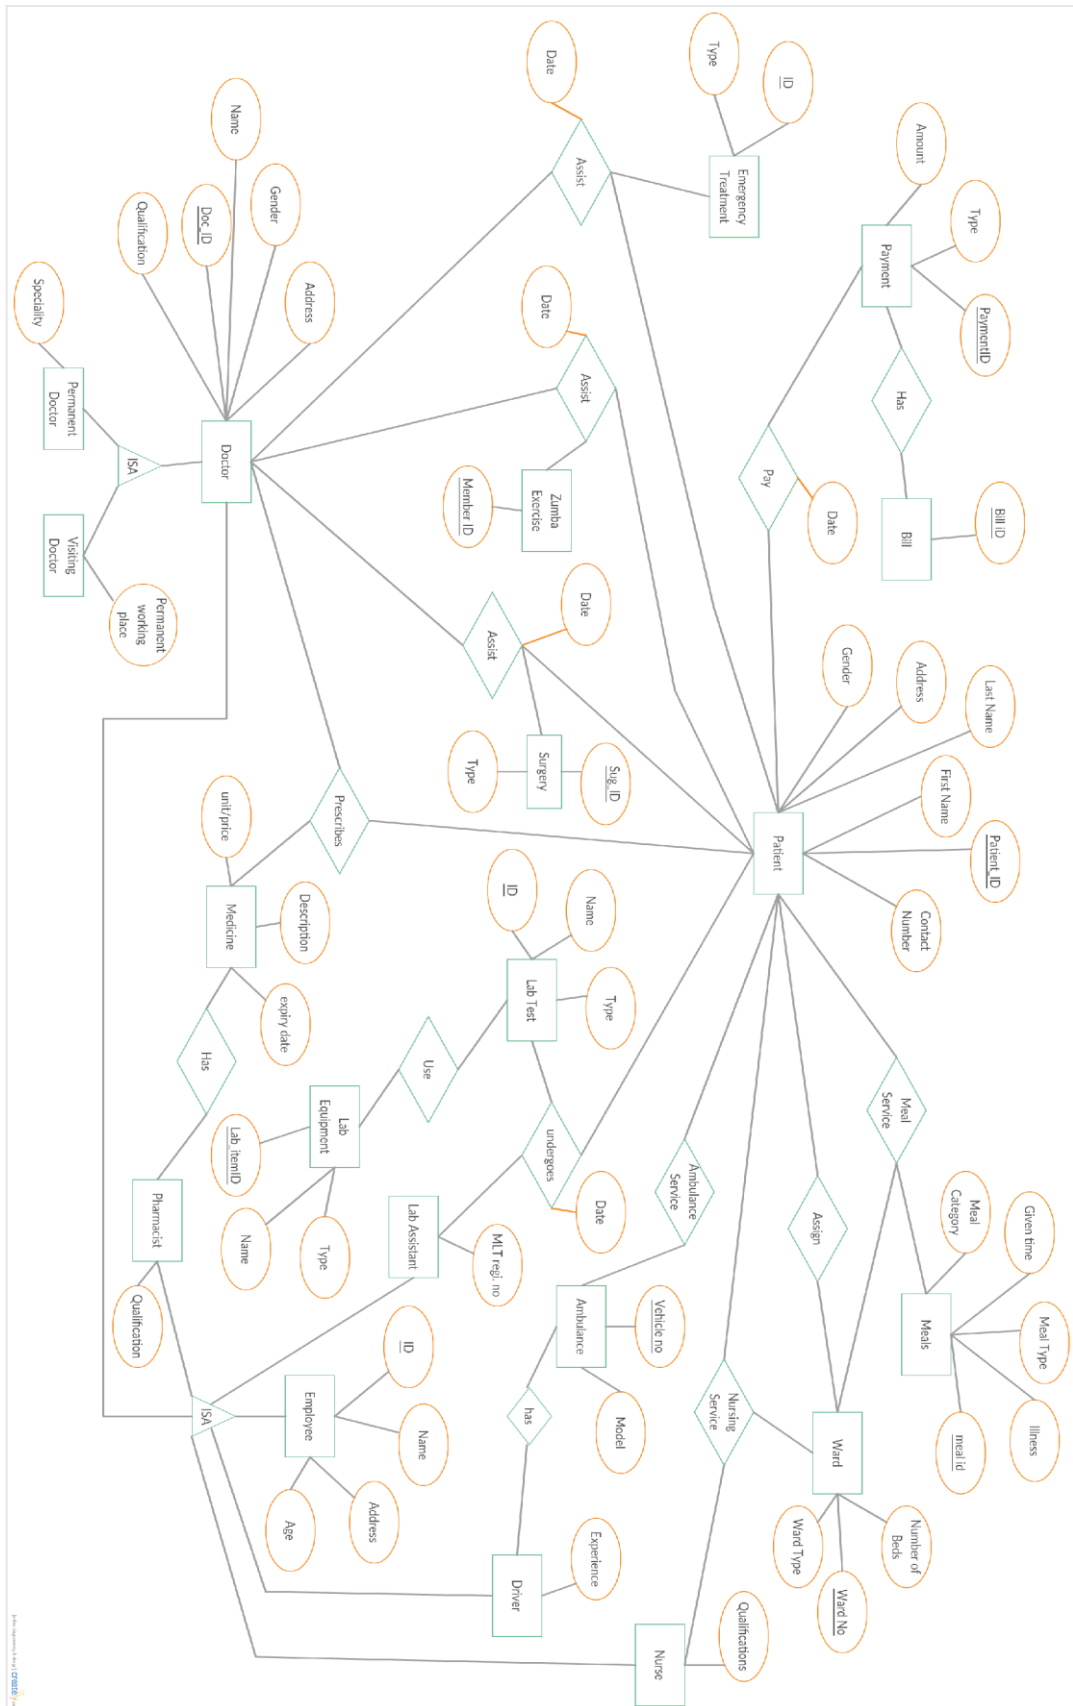 Date
Type
ID
Name
Assist
Emergency
Treatment
Amount
Type
Payment
PaymentID
Gender
Doc_ID
Qualification
Address
Speciality
Permanent
Doctor
ISA
Doctor
Visiting
Doctor
Permanent
working
place
Date
Assist
Member ID
Zumba
Exercise
Has
Pay
Date
Bill
Bill iD
Date
Assist
Surgery
Type
Sug_ID
Gender
Address
Last Name
First Name
Patient_ID
Contact
Number
Patient
Prescribes
unit/price
Medicine
Description
expiry date
Has
Pharmacist
Qualification
ID
Name
Lab Test
Type
Use
Lab
Equipment
Lab_itemID
Name
Type
undergoes
Date
Lab Assistant
MLT regi. no
Ambulance
Service
Ambulance
Vehicle no
Model
has
Meal
Service
Assign
Meal
Category
Given time
Meals
Meal Type
Illness
meal id
Nursing
Service
Ward
Ward Type
Ward No
Number of
Beds
ISA
Employee
ID
Name
Address
Age
Driver
Experience
Nurse
Qualifications
creately